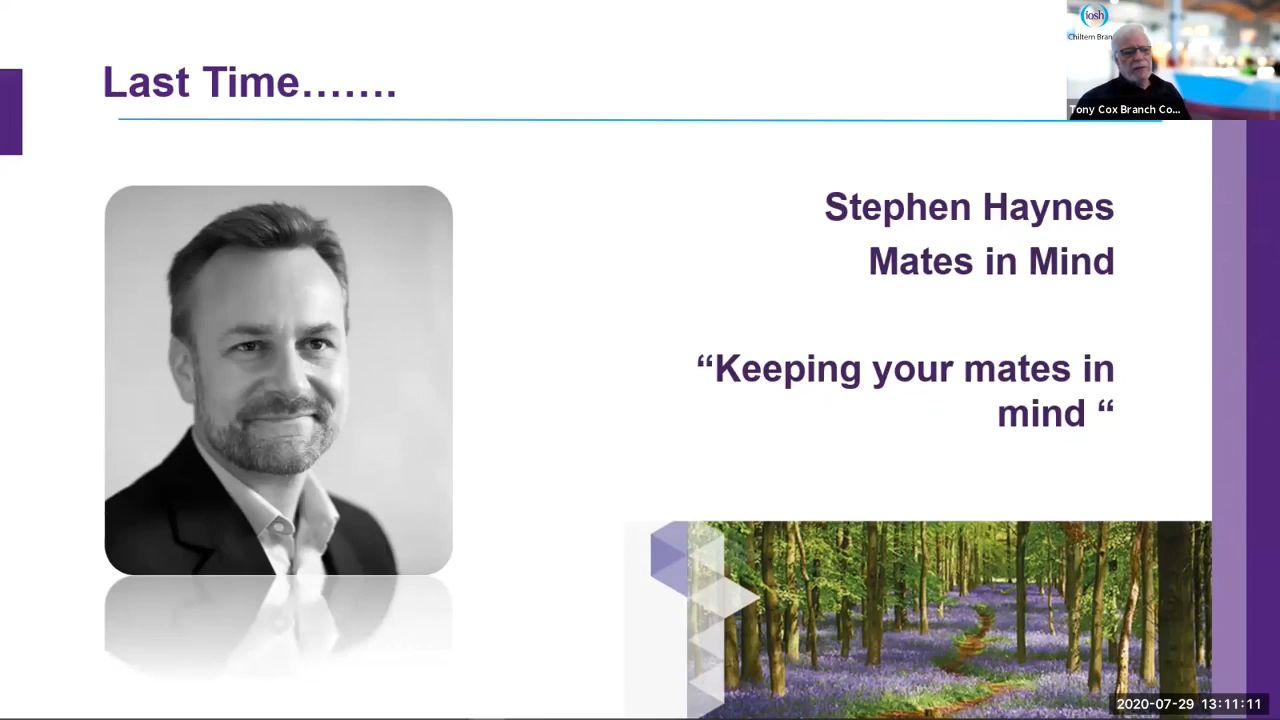 Last Time.......
iosh
Chiltern Bran
Tony Cox Branch Co...
Stephen Haynes
Mates in Mind
“Keeping your mates in
mind “
2020-07-29 13:11:11